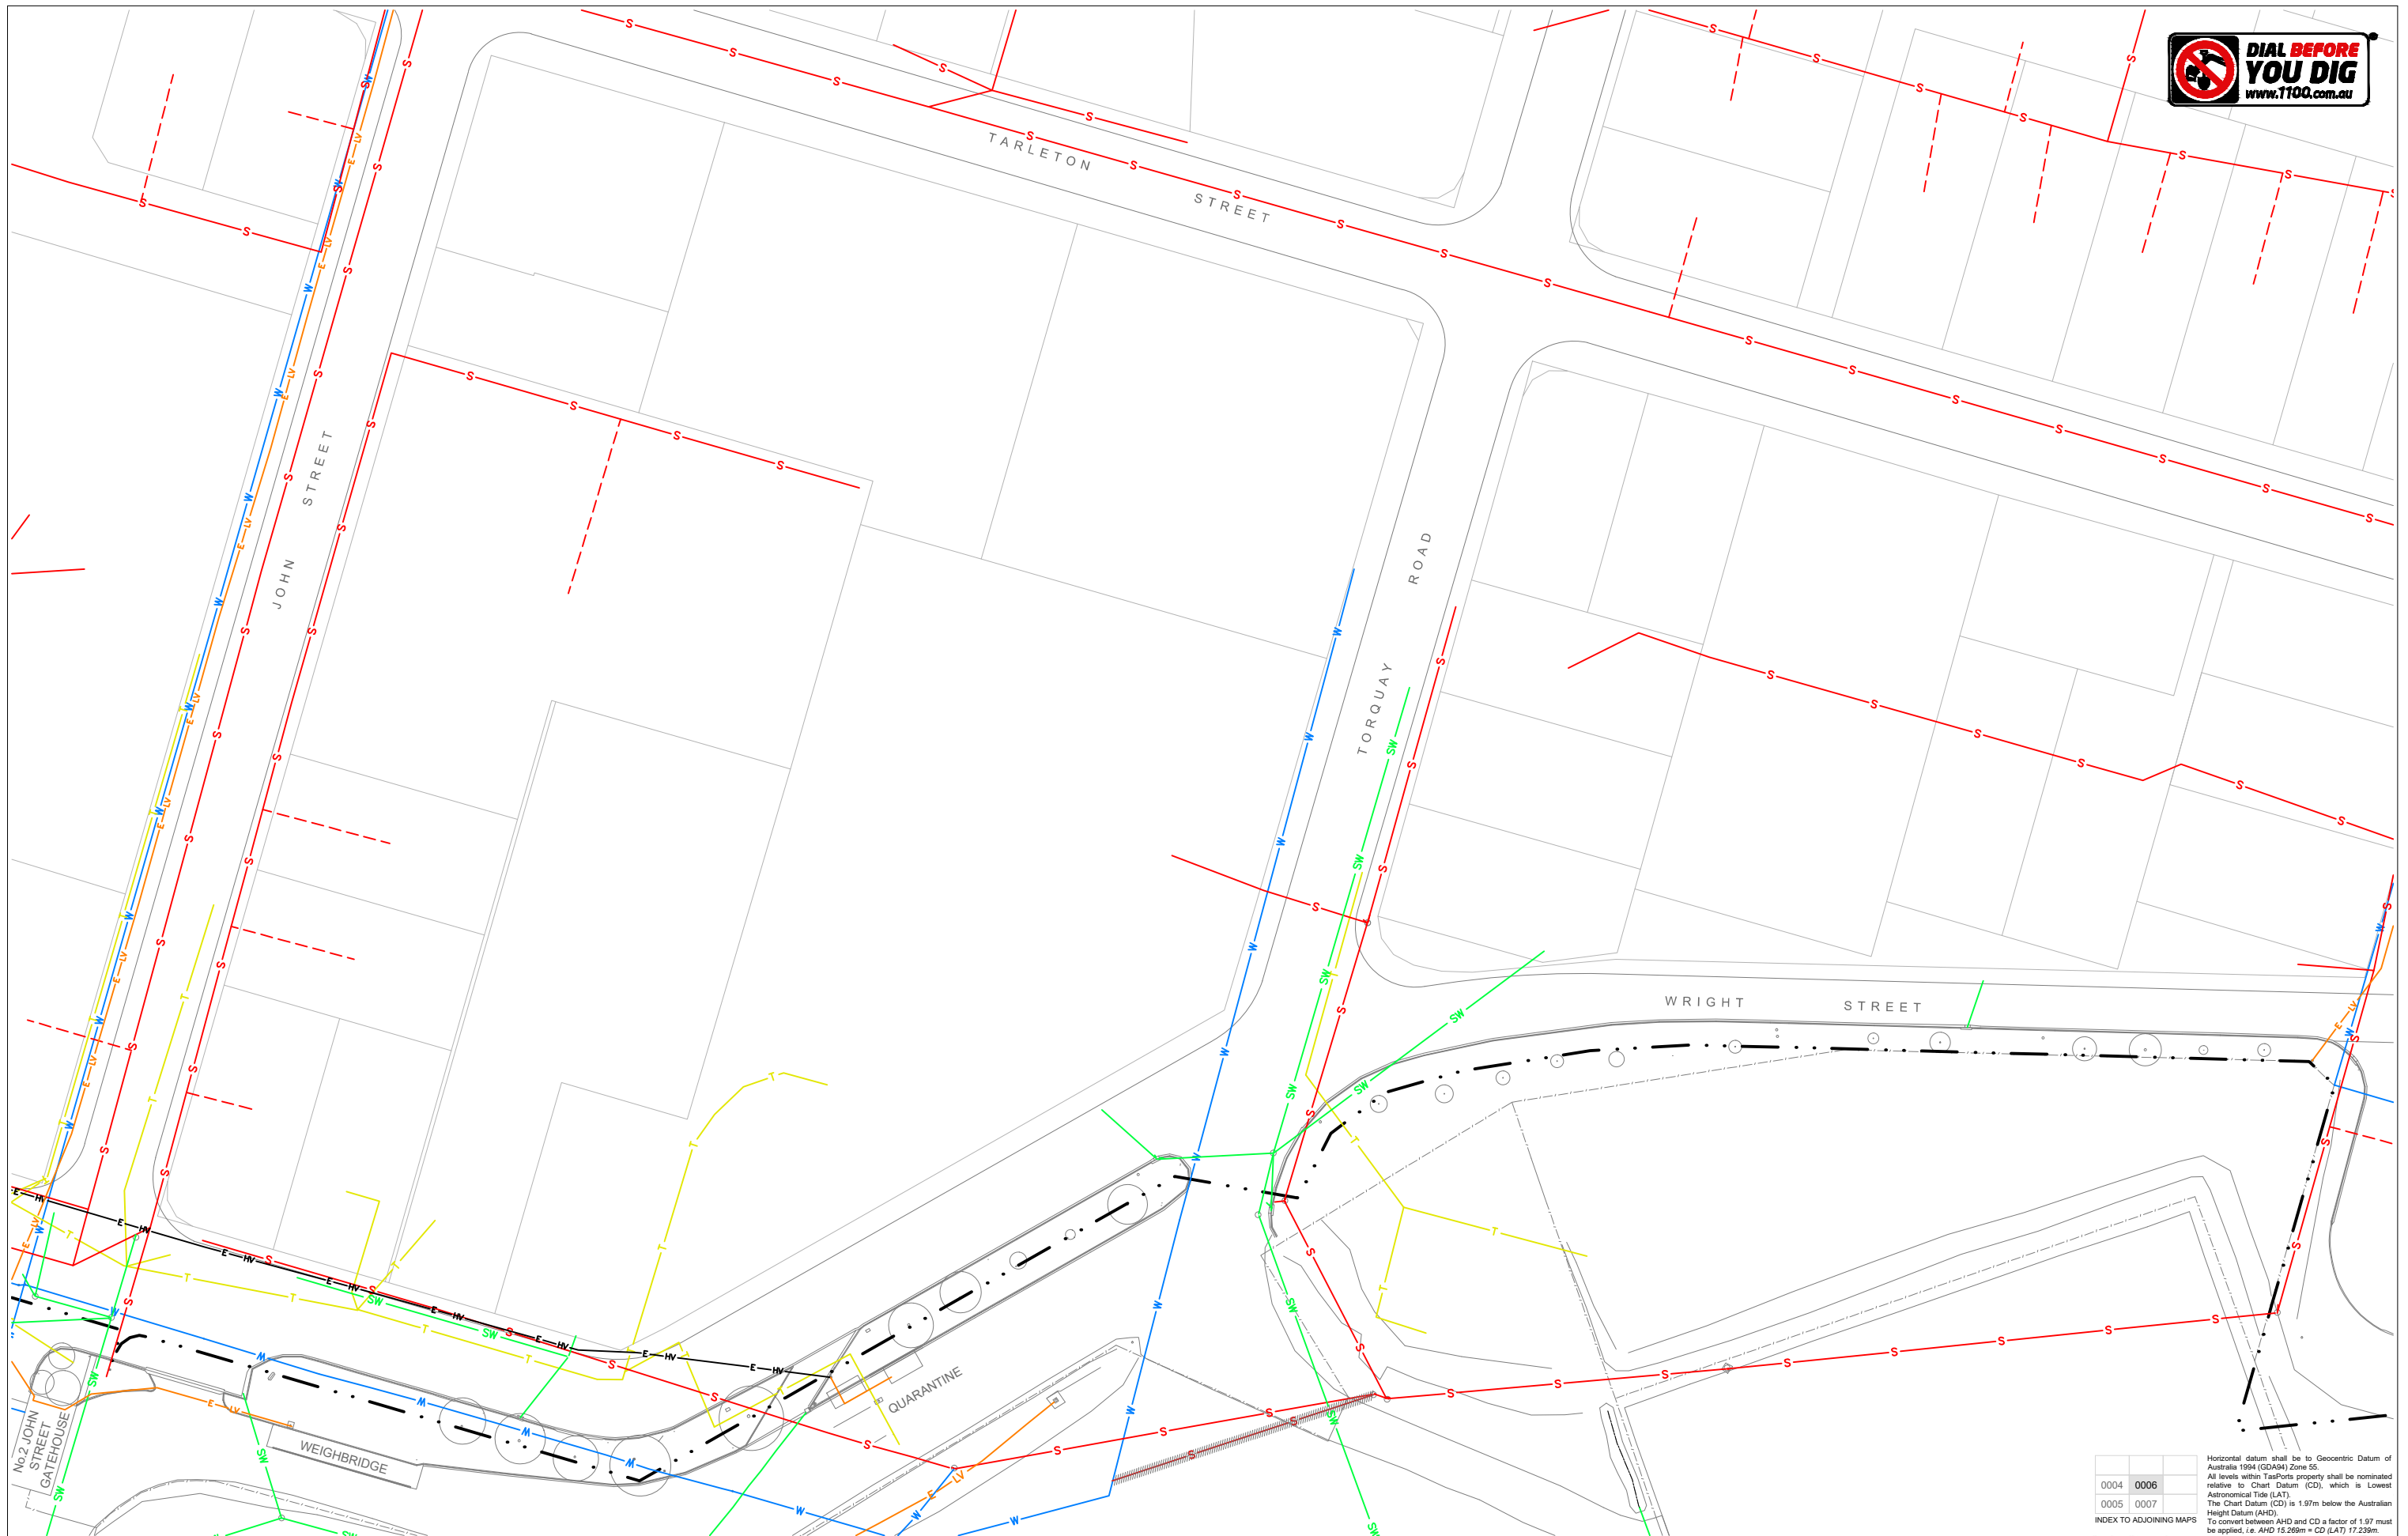 DIAL BEFORE
YOU DIG
www.1100.com.au
TARLETON
STREET
JOHN STREET
TORQUAY ROAD
WRIGHT STREET
QUARANTINE
WEIGHBRIDGE
No.2 JOHN
STREET
GATEHOUSE
0004 0006
0005 0007
INDEX TO ADJOINING MAPS
Horizontal datum shall be to Geocentric Datum of
Australia 1994 (GDA94) Zone 55.
All levels within TasPorts property shall be nominated
relative to Chart Datum (CD), which is Lowest
Astronomical Tide (LAT).
The Chart Datum (CD) is 1.97m below the Australian
Height Datum (AHD).
To convert between AHD and CD a factor of 1.97 must
be applied, i.e. AHD 15.269m = CD (LAT) 17.239m.